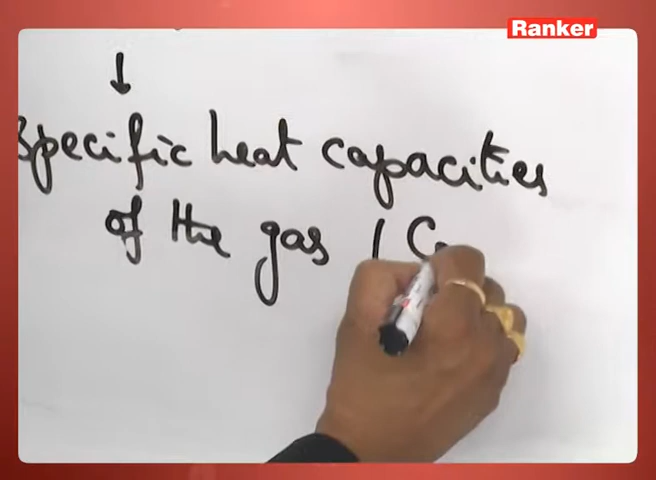 Ranker
↓
specific heat capacities
of the gas ( C